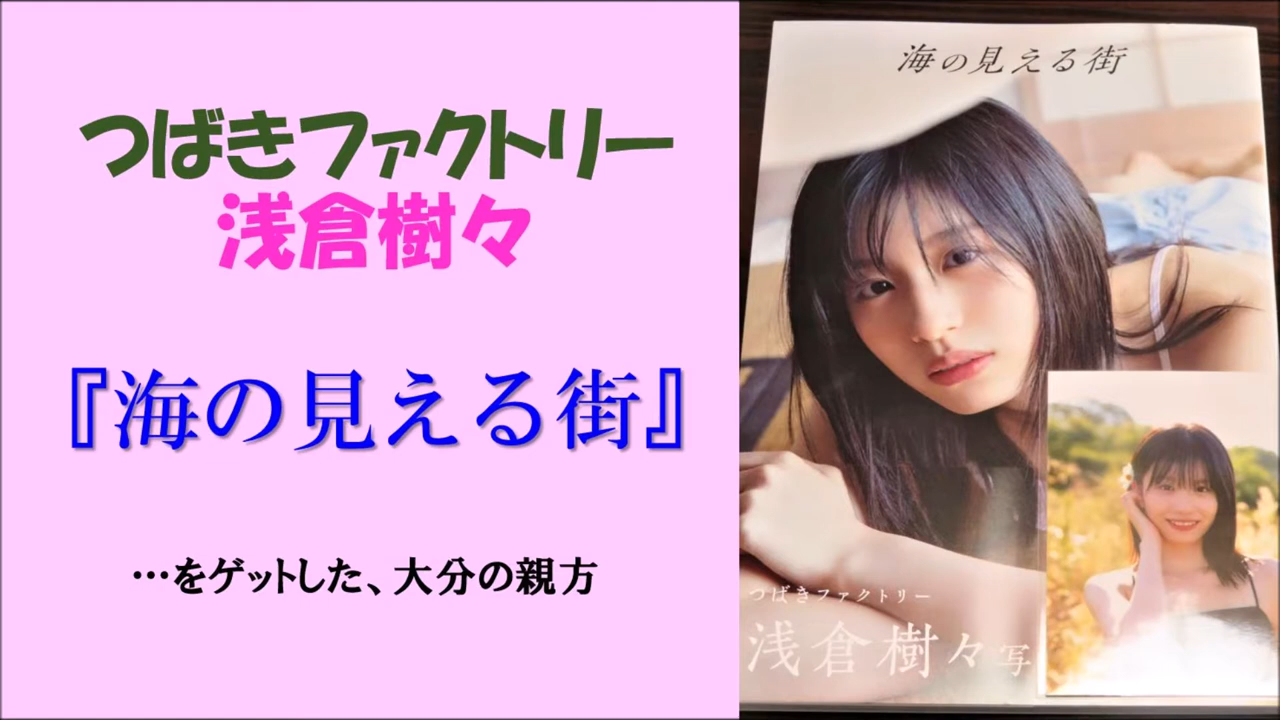 つばきファクトリー
浅倉樹々
『海の見える街』
…をゲットした、大分の親方
海の見える街
つばきファクトリー
浅倉樹々写